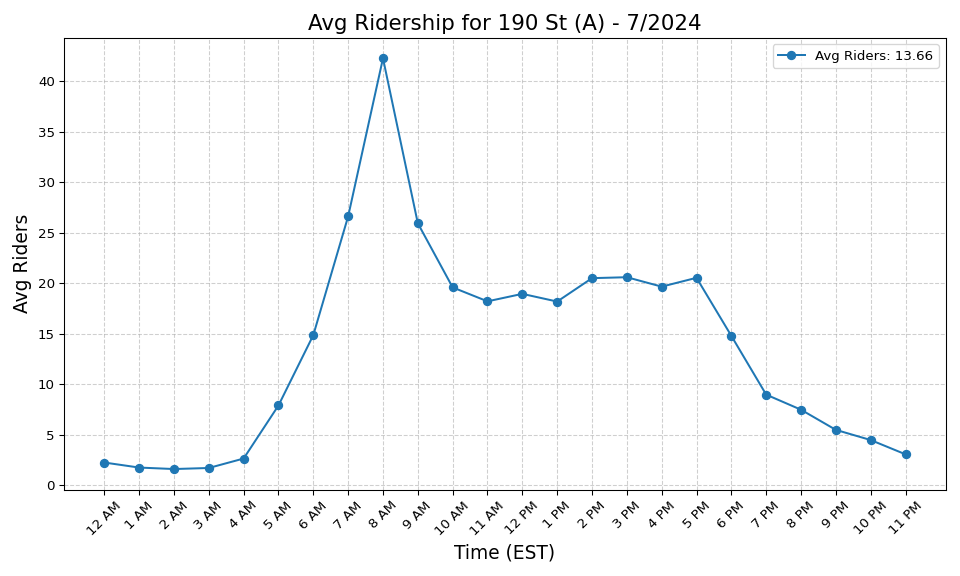 Avg Ridership for 190 St (A) - 7/2024
Avg Riders: 13.66
Avg Riders
40
35
30
25
20
15
10
5
0
12 AM
1 AM
2 AM
3 AM
4 AM
5 AM
6 AM
7 AM
8 AM
9 AM
10 AM
11 AM
12 PM
1 PM
2 PM
3 PM
4 PM
5 PM
6 PM
7 PM
8 PM
9 PM
10 PM
11 PM
Time (EST)